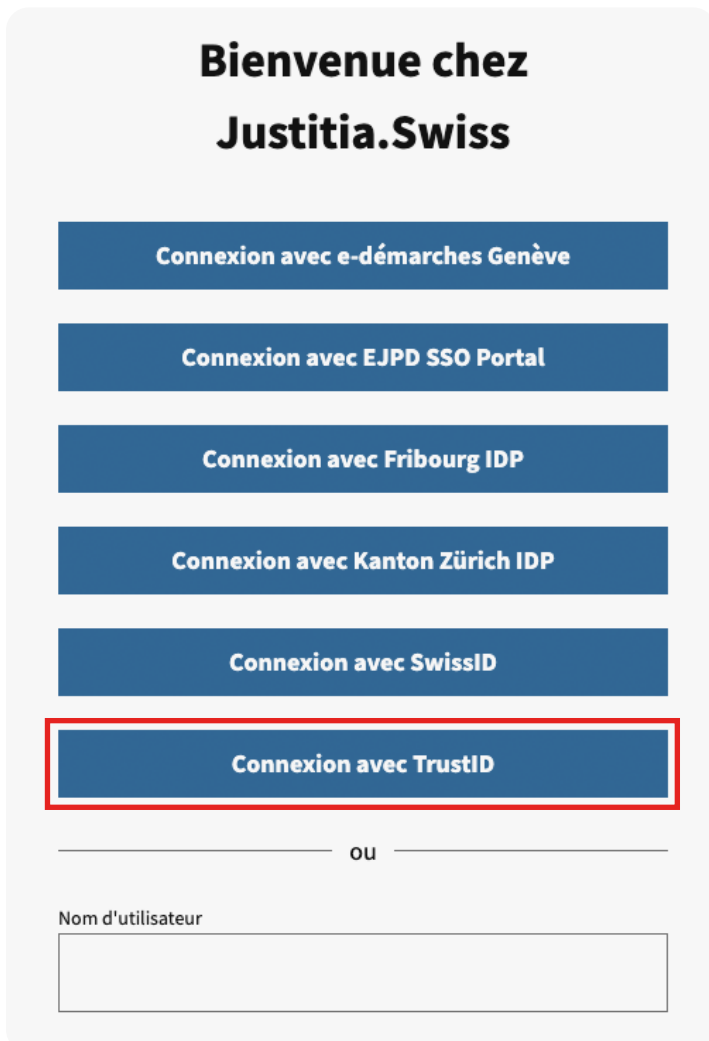 Bienvenue chez
Justitia.Swiss
Connexion avec e-démarches Genève
Connexion avec EJPD SSO Portal
Connexion avec Fribourg IDP
Connexion avec Kanton Zürich IDP
Connexion avec SwissID
Connexion avec TrustID
ou
Nom d'utilisateur